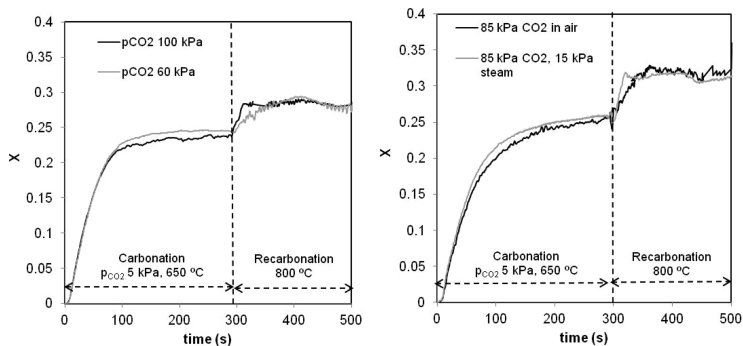 0.4
0.35
0.3
0.25
0.2
0.15
0.1
0.05
0
X
pCO2 100 kPa
pCO2 60 kPa
Carbonation
pCO2 5 kPa, 650 ºC
Recarbonation
800 ºC
0 100 200 300 400 500
time (s)
0.4
0.35
0.3
0.25
0.2
0.15
0.1
0.05
0
X
85 kPa CO2 in air
85 kPa CO2, 15 kPa
steam
Carbonation
pCO2 5 kPa, 650 ºC
Recarbonation
800 ºC
0 100 200 300 400 500
time (s)